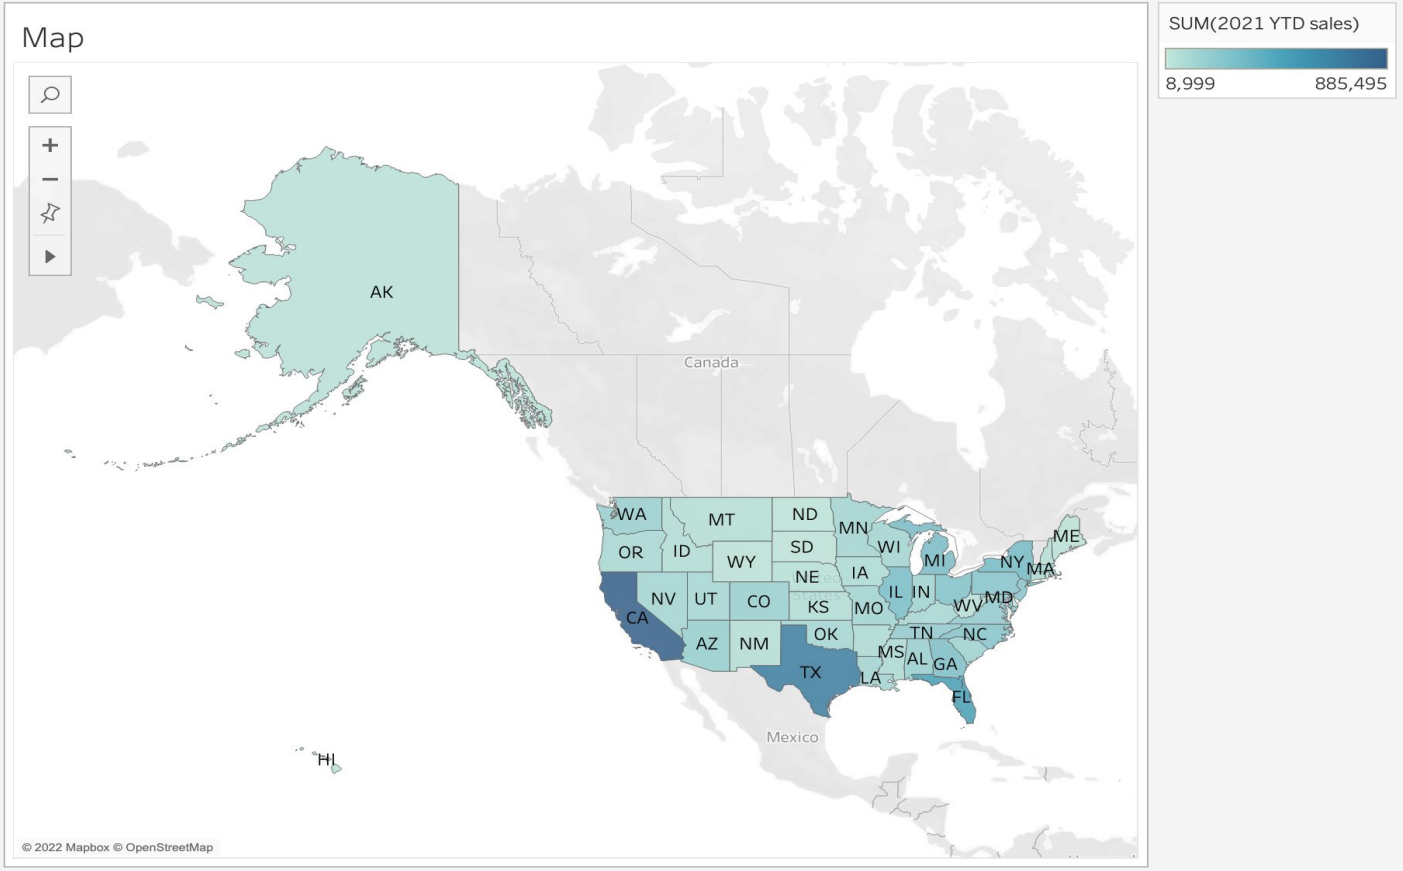 Map
SUM(2021 YTD sales)
8,999 885,495
AK
Canada
WA MT ND MN ME
OR ID WY SD WI MI NY MA
NV UT CO NE IA IL IN WV MD
United
States
CA KS MO
AZ NM OK TN NC
TX MS AL GA
LA FL
Mexico
HI
© 2022 Mapbox © OpenStreetMap